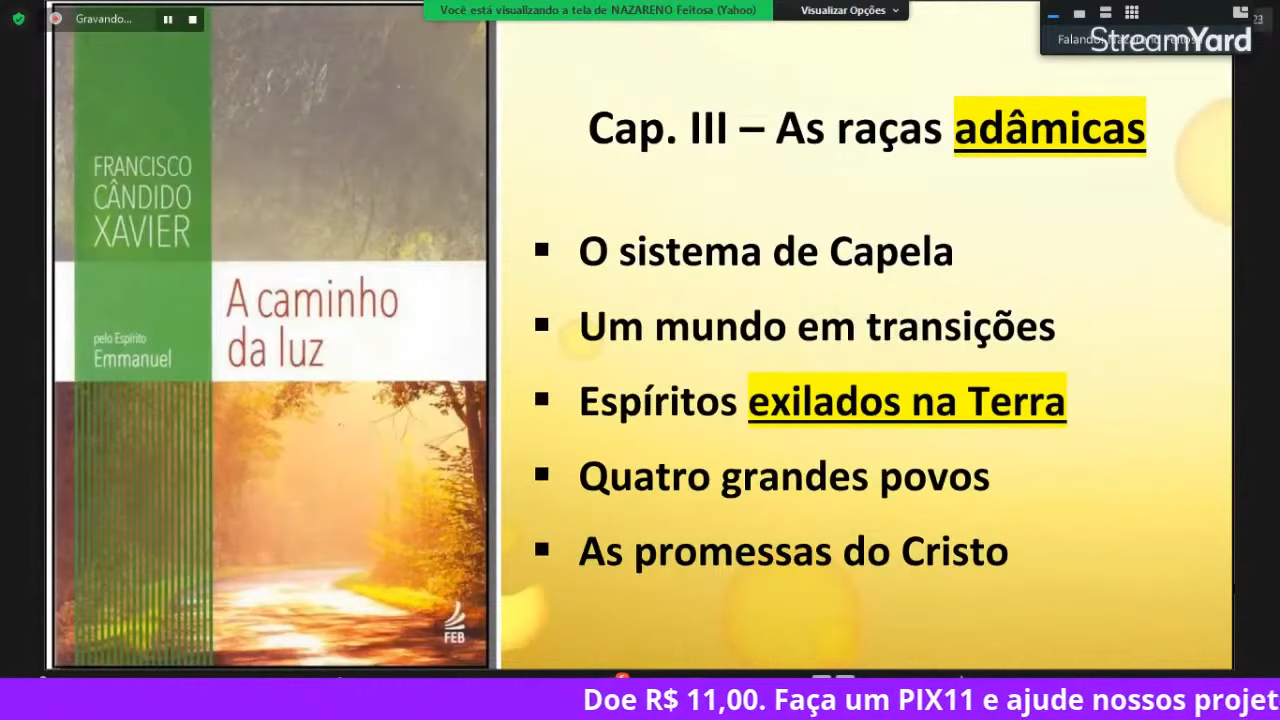 Gravando...
Você está visualizando a tela de NAZARENO Feitosa (Yahoo)
Visualizar Opções
23
StreamYard
FRANCISCO
CÂNDIDO
XAVIER
A caminho
da luz
pelo Espírito
Emmanuel
FEB
Cap. III – As raças adâmicas
▪ O sistema de Capela
▪ Um mundo em transições
▪ Espíritos exilados na Terra
▪ Quatro grandes povos
▪ As promessas do Cristo
Doe R$ 11,00. Faça um PIX11 e ajude nossos projet